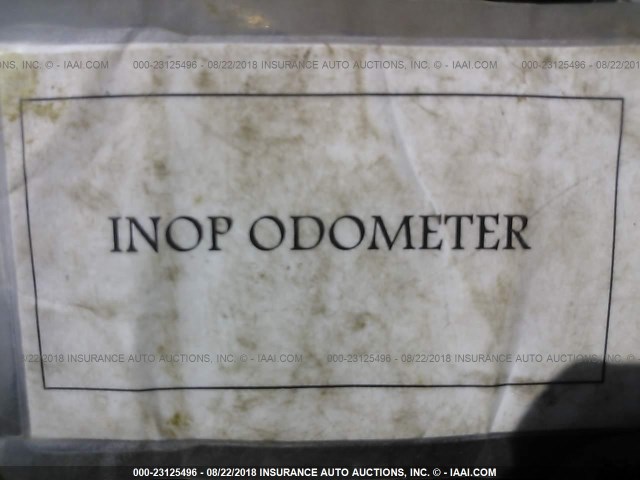 NS, INC. © - IAAI.COM 000-23125496 - 08/22/2018 INSURANCE AUTO AUCTIONS, INC. © - IAAI.COM 000-23125496 - 08/2
INOP ODOMETER
8/22/2018 INSURANCE AUTO AUCTIONS, INC. © - IAAI.COM 000-23125496 - 08/22/2018 INSURANCE AUTO AUCTIONS, INC. © -
000-23125496 - 08/22/2018 INSURANCE AUTO AUCTIONS, INC. © - IAAI.COM